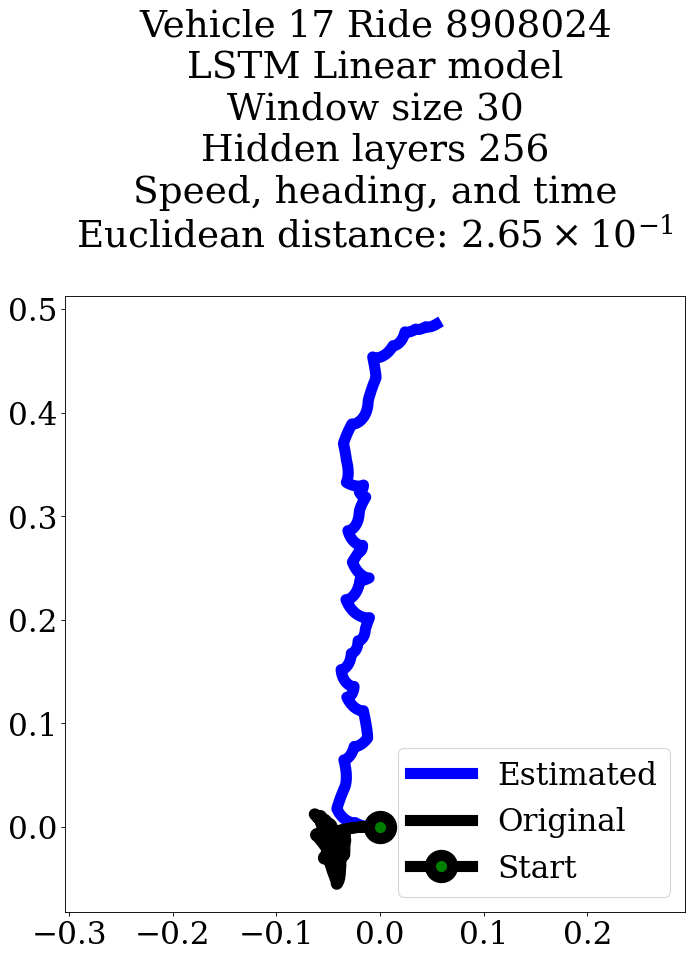 Vehicle 17 Ride 8908024
LSTM Linear model
Window size 30
Hidden layers 256
Speed, heading, and time
Euclidean distance: 2.65 × 10⁻¹
0.5
0.4
0.3
0.2
0.1
0.0
Estimated
Original
Start
−0.3 −0.2 −0.1 0.0 0.1 0.2